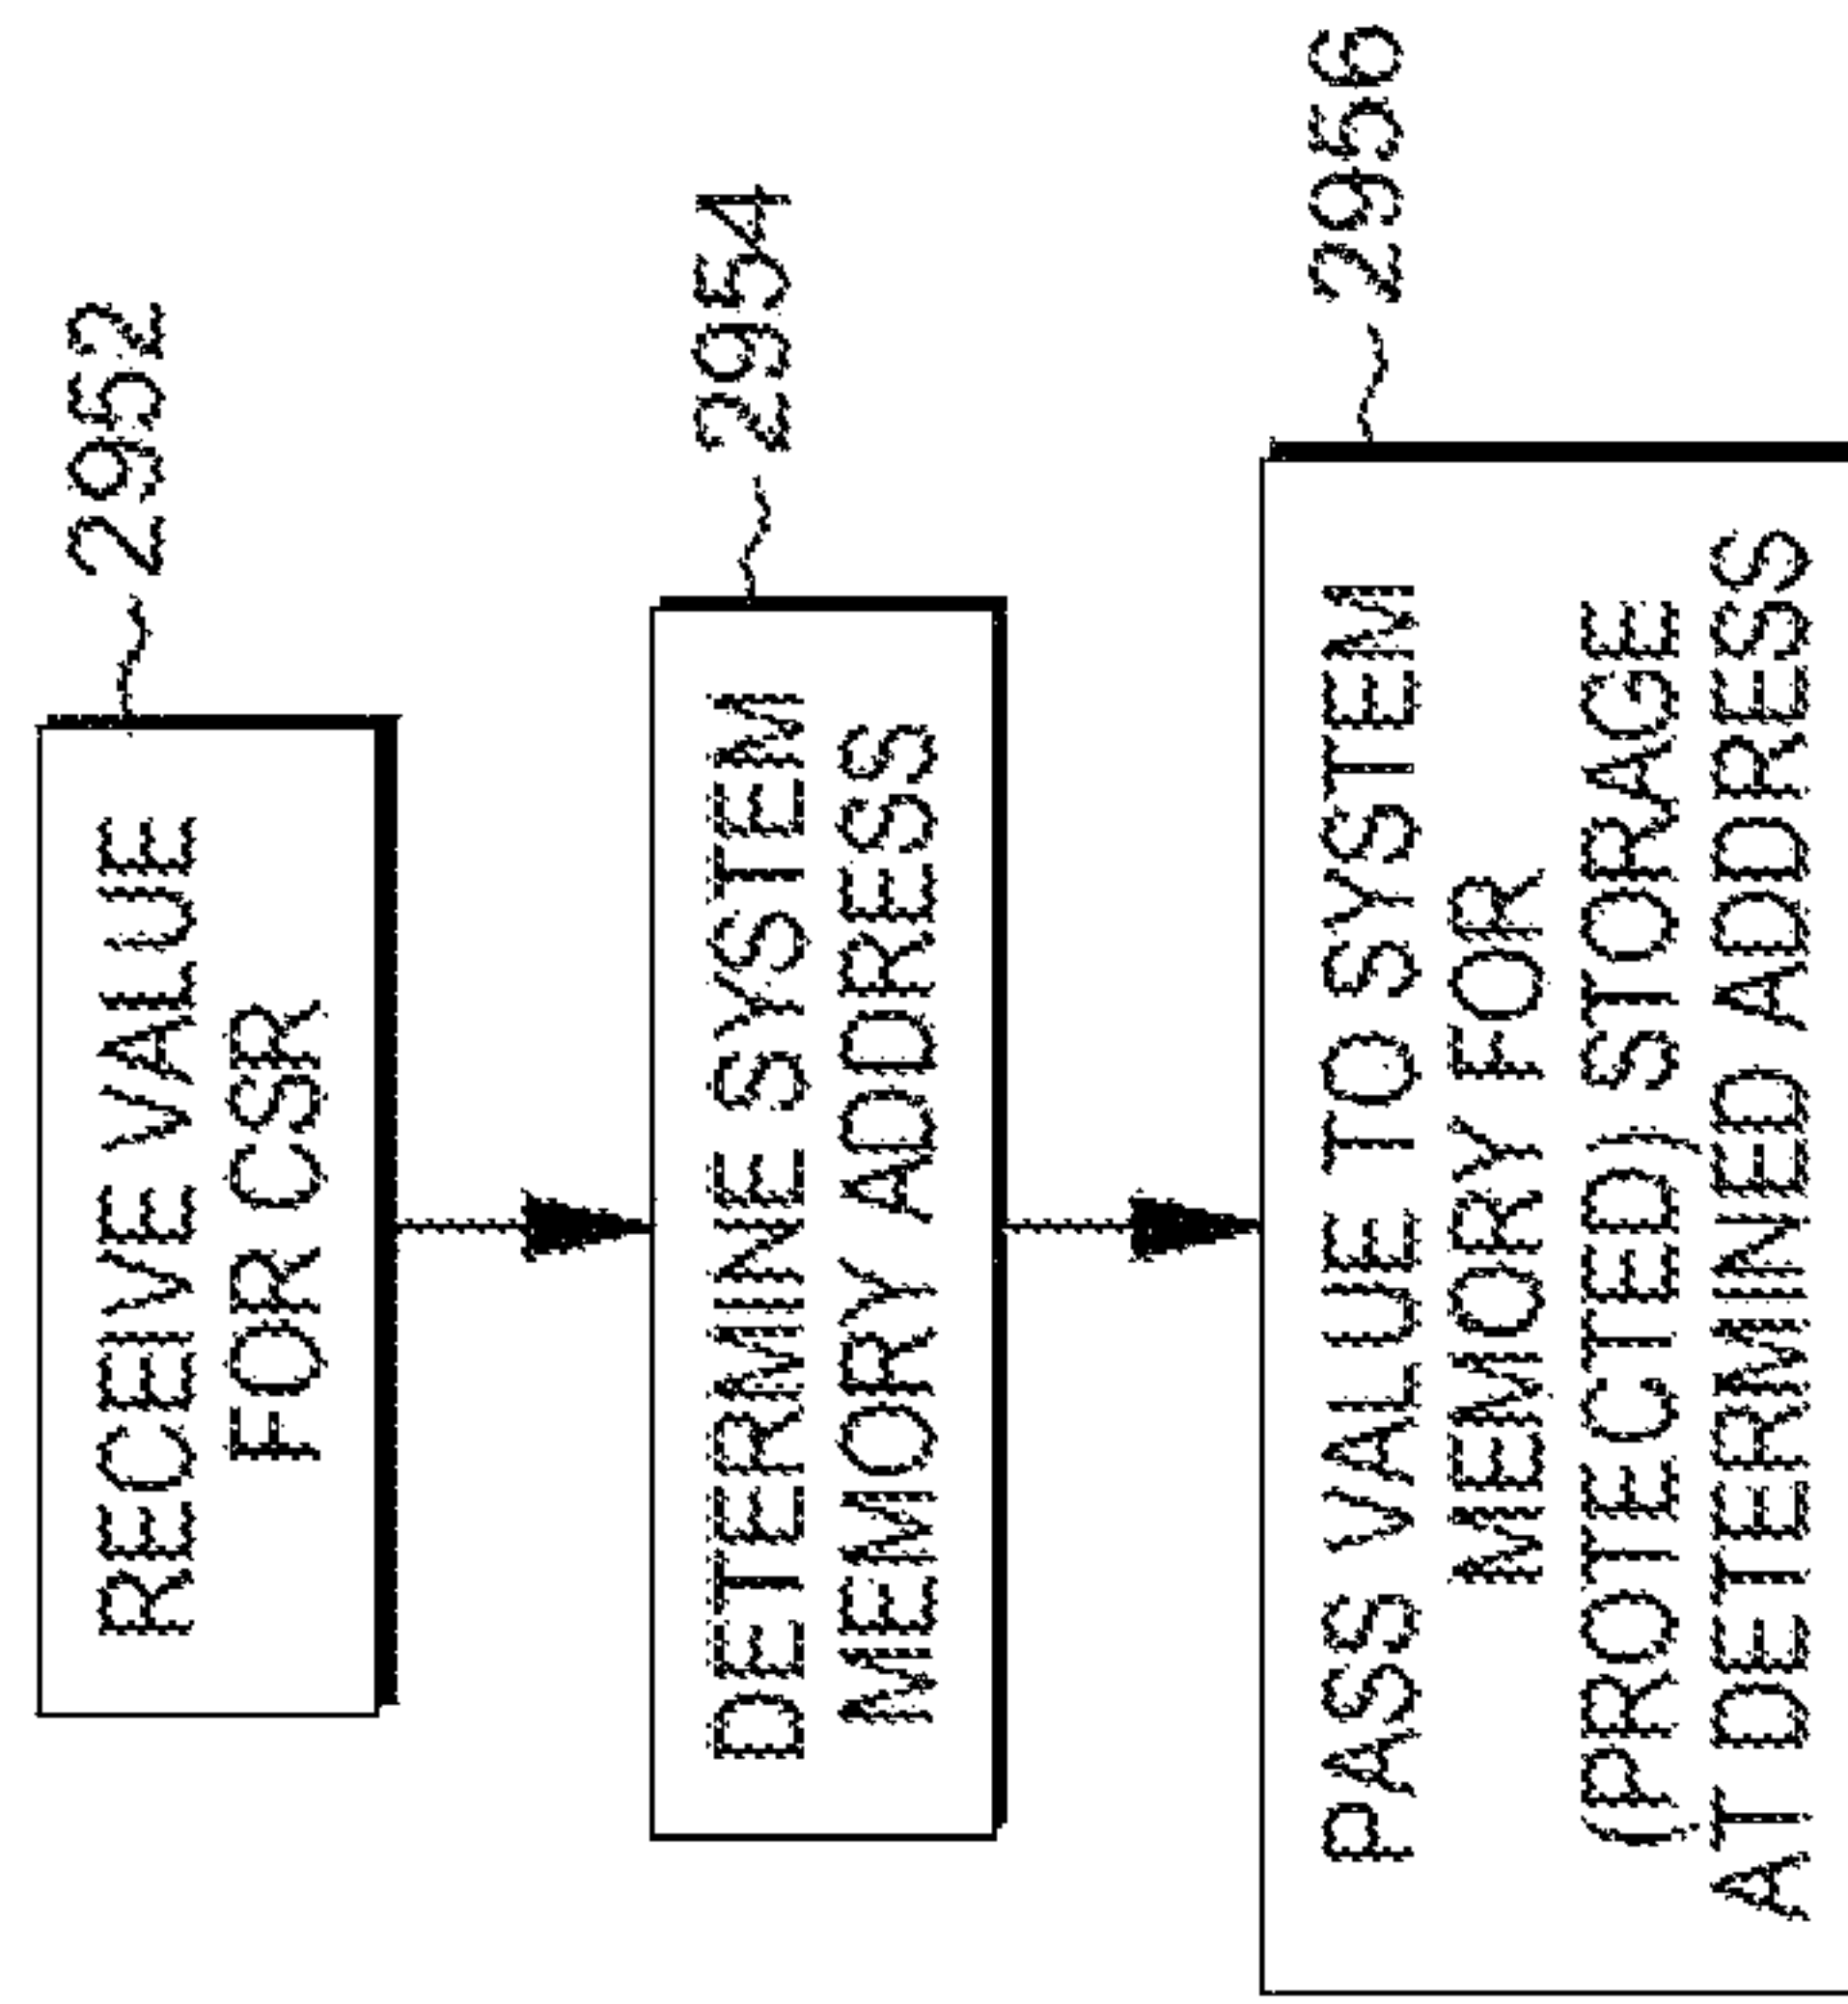 RECEIVE VALUE
FOR CSR
2952
DETERMINE SYSTEM
MEMORY ADDRESS
2954
PASS VALUE TO SYSTEM
MEMORY FOR
(PROTECTED) STORAGE
AT DETERMINED ADDRESS
2956